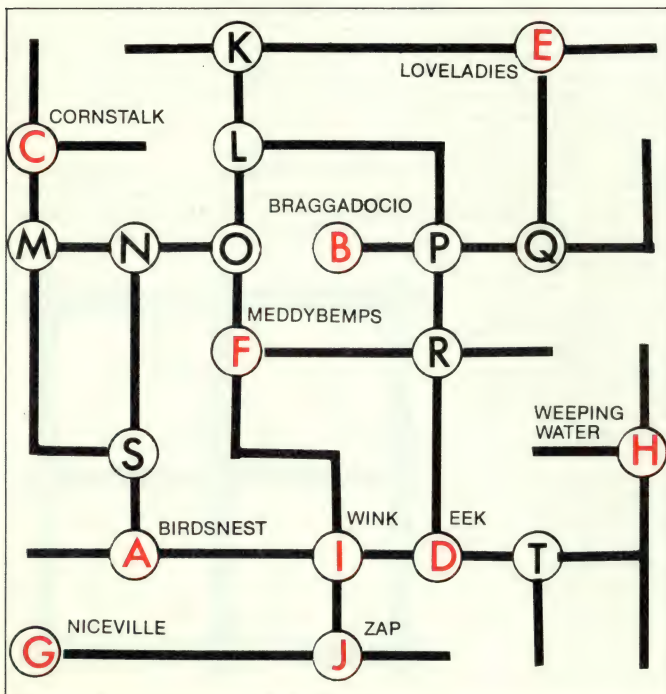 K
E
LOVELADIES
CORNSTALK
C
L
BRAGGADOCIO
M
N
O
B
P
Q
MEDDYBEMPS
F
R
WEEPING
WATER
H
S
BIRDSNEST
WINK
EEK
A
I
D
T
NICEVILLE
ZAP
G
J